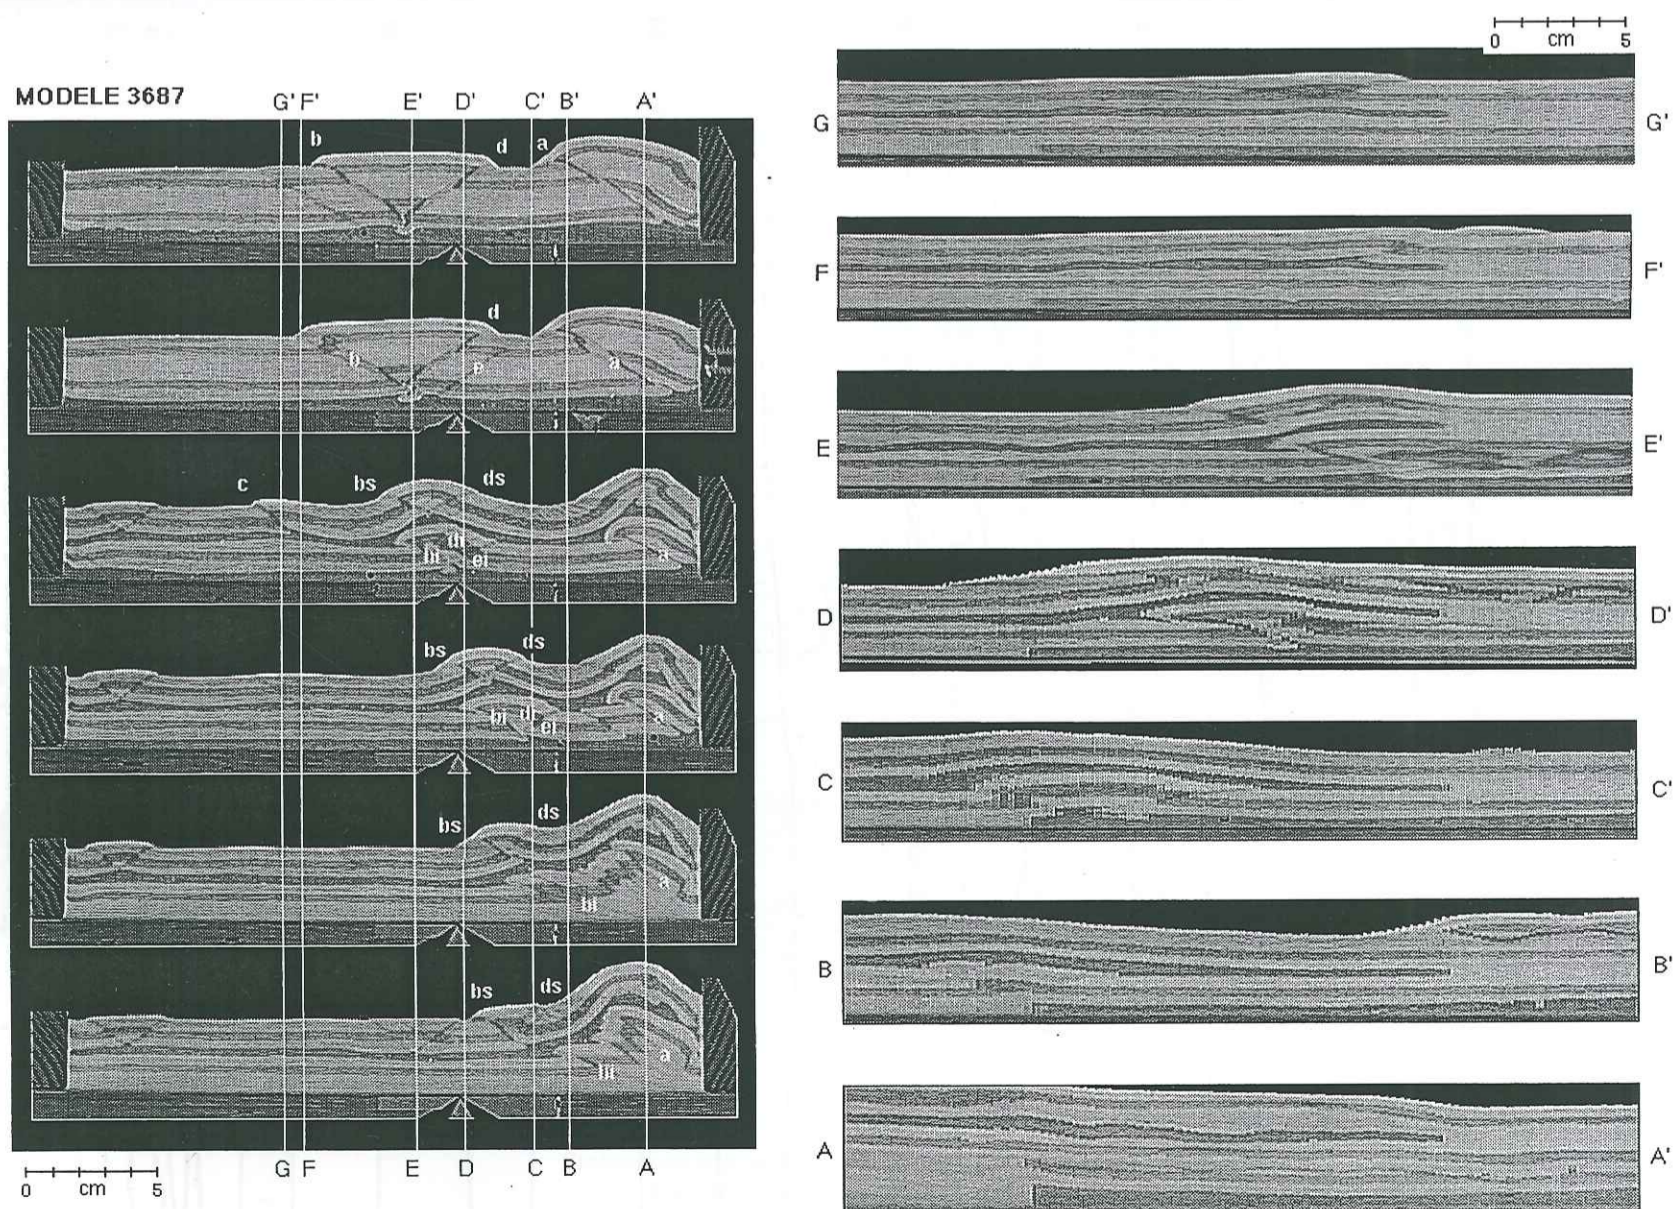 0 cm 5
MODELE 3687
G' F' E' D' C' B' A'
b d a
d
b e a
c bs ds
di
bi ei a
bs ds
bi di ei a
bs ds
bi a
bs ds
bi a
G F E D C B A
0 cm 5
G G'
F F'
E E'
D D'
C C'
B B'
A A'